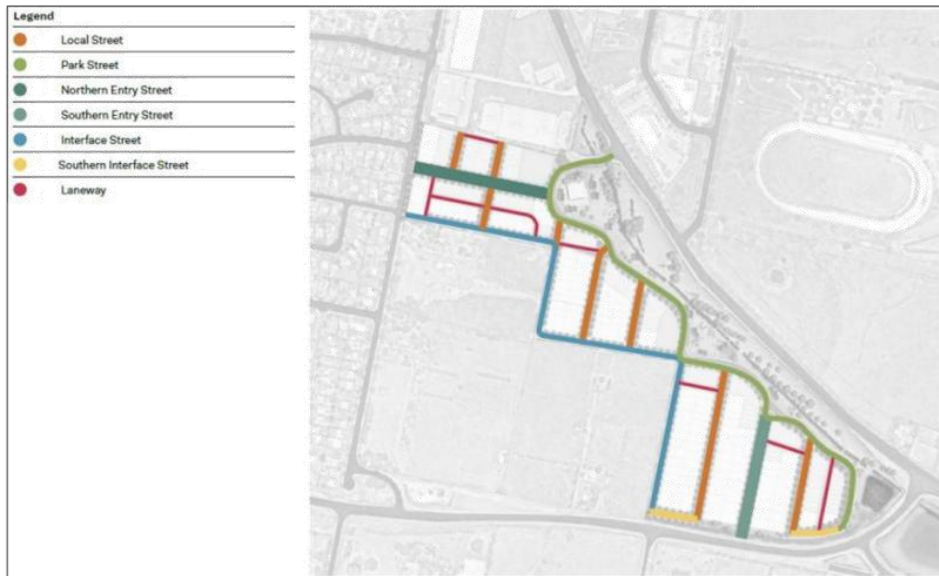 Legend
Local Street
Park Street
Northern Entry Street
Southern Entry Street
Interface Street
Southern Interface Street
Laneway